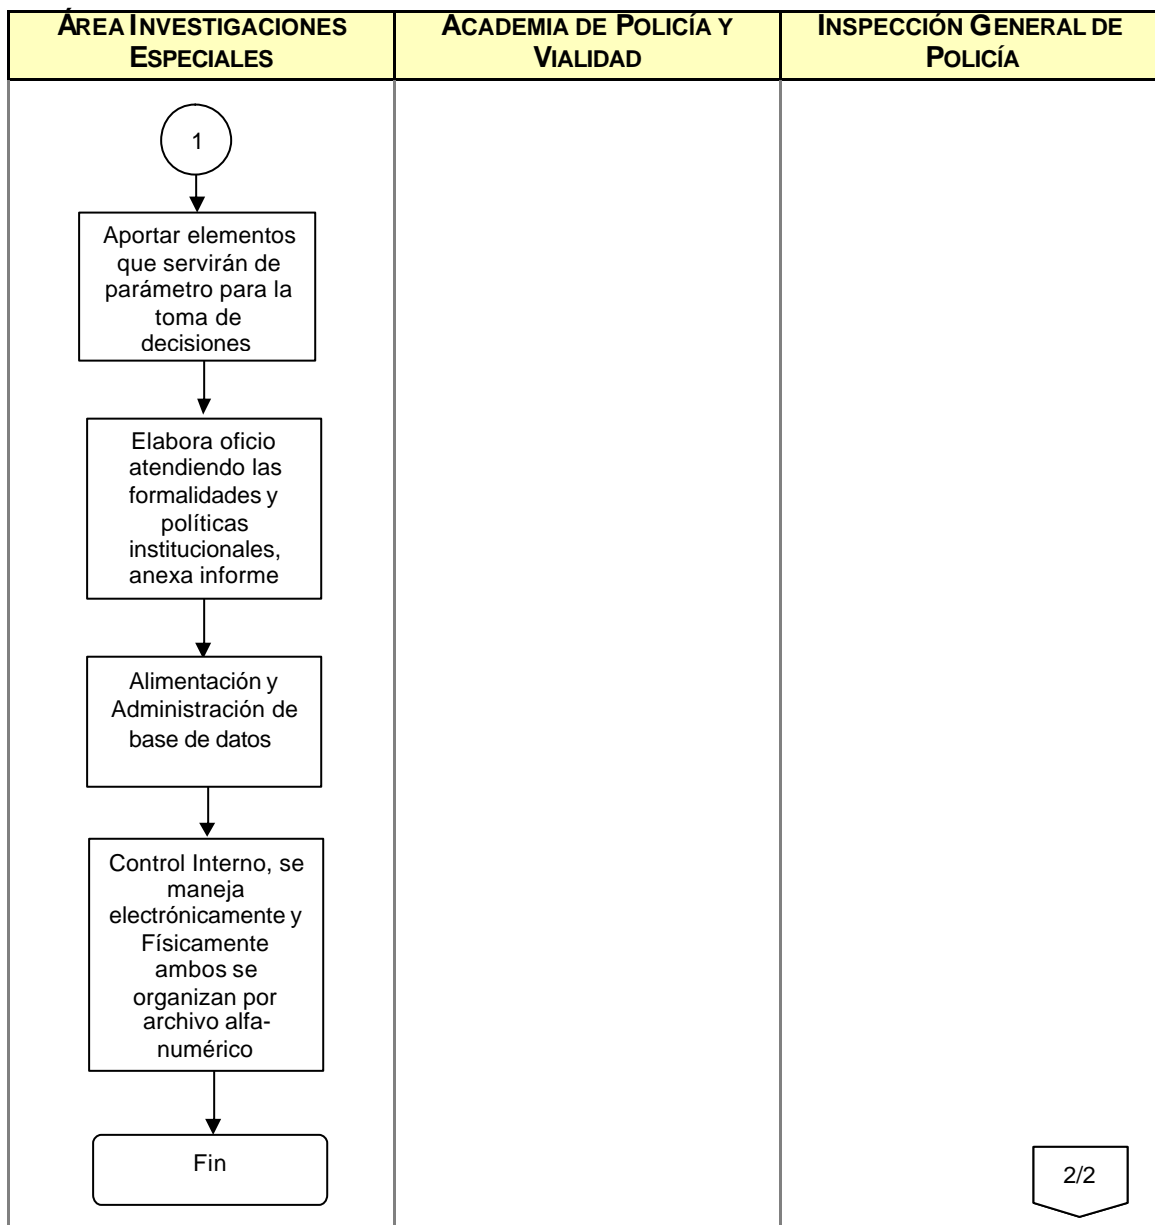 ÁREA INVESTIGACIONES
ESPECIALES
ACADEMIA DE POLICÍA Y
VIALIDAD
INSPECCIÓN GENERAL DE
POLICÍA
1
Aportar elementos
que servirán de
parámetro para la
toma de
decisiones
Elabora oficio
atendiendo las
formalidades y
políticas
institucionales,
anexa informe
Alimentación y
Administración de
base de datos
Control Interno, se
maneja
electrónicamente y
Físicamente
ambos se
organizan por
archivo alfa-
numérico
Fin
2/2